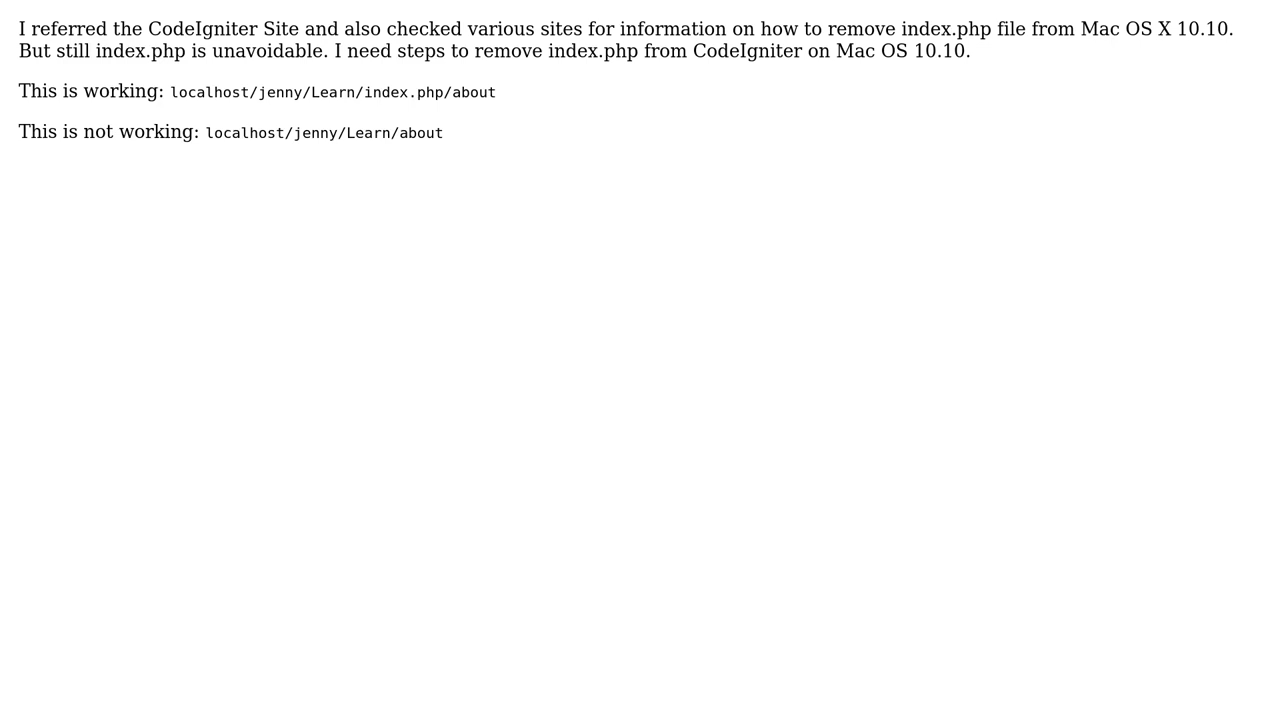 I referred the CodeIgniter Site and also checked various sites for information on how to remove index.php file from Mac OS X 10.10.
But still index.php is unavoidable. I need steps to remove index.php from CodeIgniter on Mac OS 10.10.
This is working: localhost/jenny/Learn/index.php/about
This is not working: localhost/jenny/Learn/about